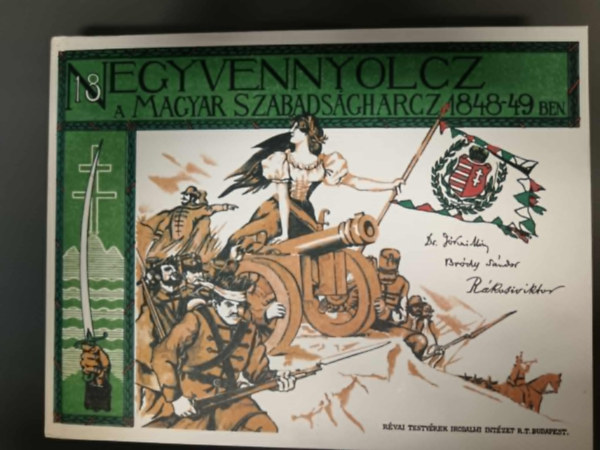 18 NEGYVENNYOLCZ
A MAGYAR SZABADSÁGHARCZ 1848-49 BEN
Dr. Jókai Mór
Bródy Sándor
Rákosi Viktor
RÉVAI TESTVÉREK IRODALMI INTÉZET R.T. BUDAPEST.